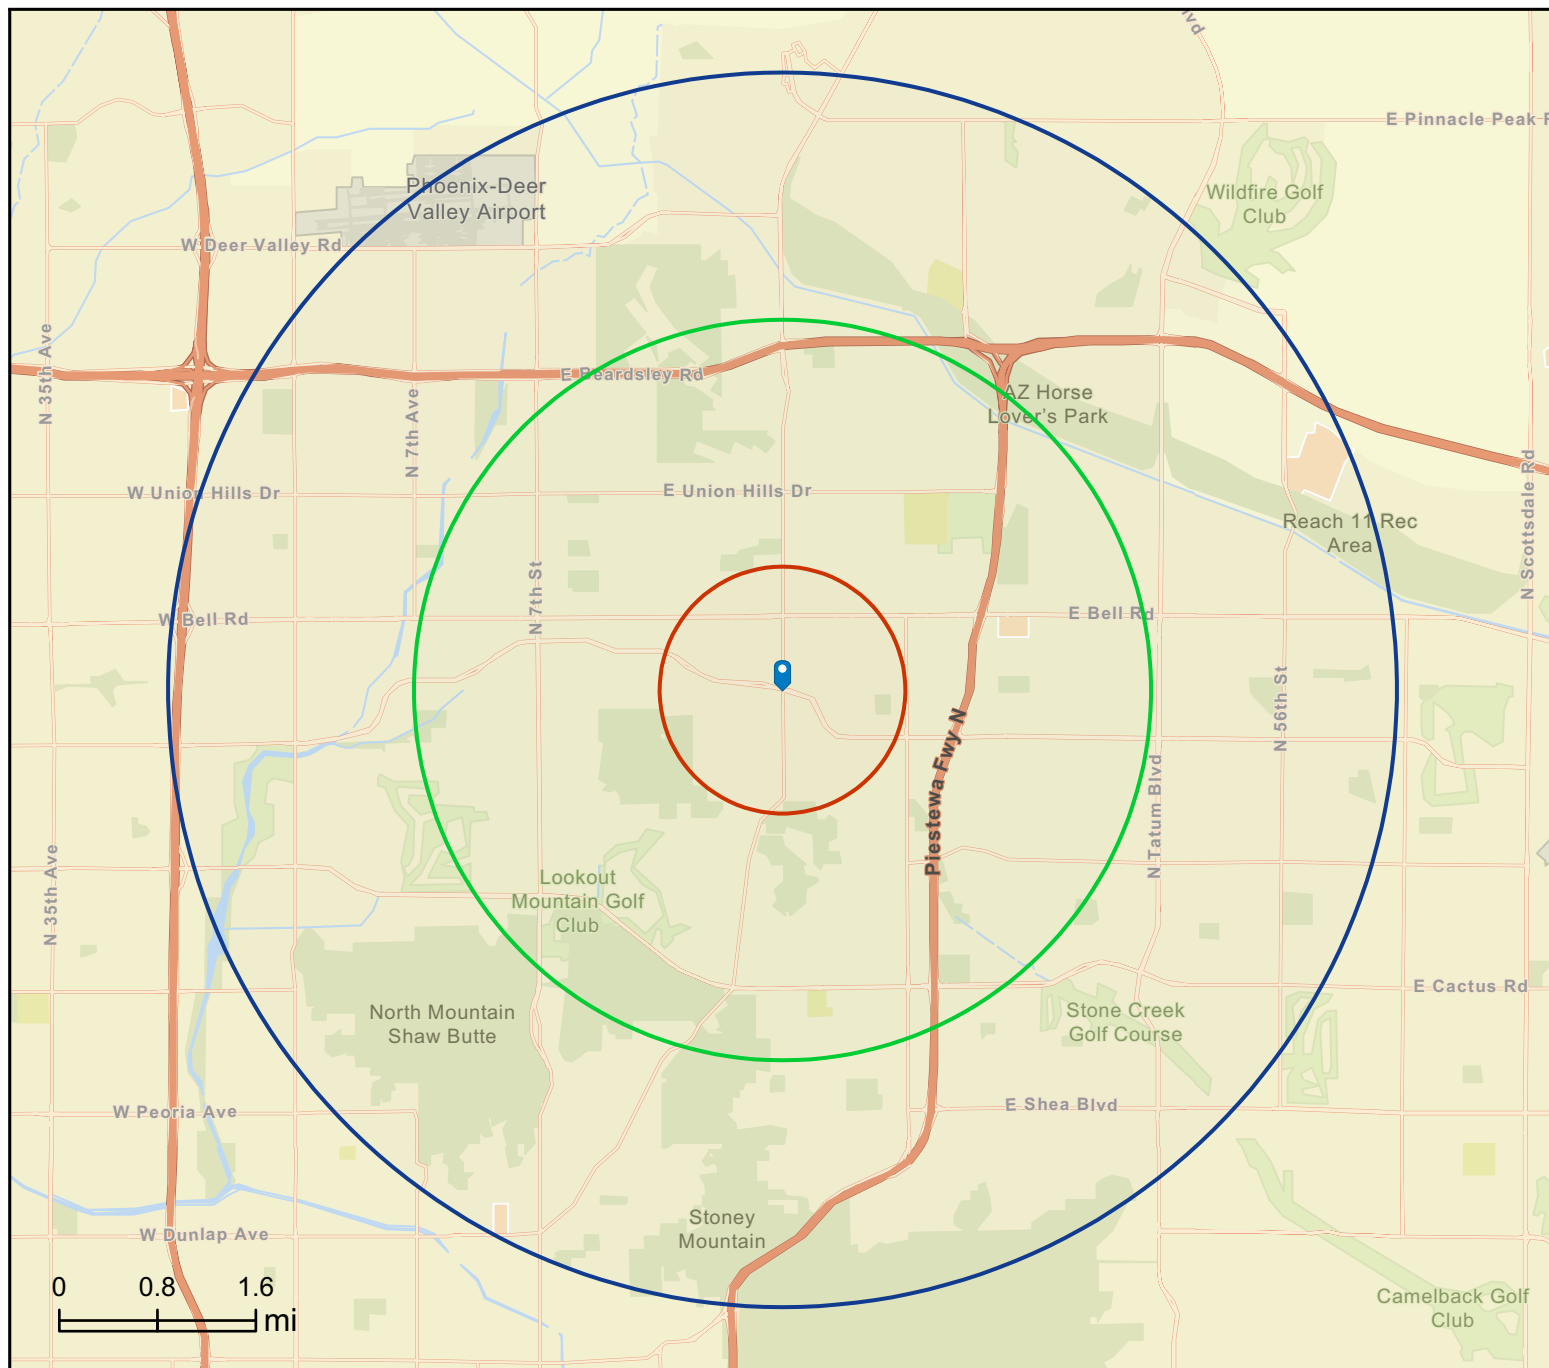 lvd
E Pinnacle Peak
Phoenix-Deer
Valley Airport
Wildfire Golf
Club
W Deer Valley Rd
N 35th Ave
E Beardsley Rd
N 7th Ave
AZ Horse
Lover's Park
W Union Hills Dr
E Union Hills Dr
N Scottsdale Rd
Reach 11 Rec
Area
N 7th St
W Bell Rd
E Bell Rd
N 56th St
Piestewa Fwy N
N Tatum Blvd
N 35th Ave
Lookout
Mountain Golf
Club
E Cactus Rd
North Mountain
Shaw Butte
Stone Creek
Golf Course
W Peoria Ave
E Shea Blvd
Stoney
Mountain
W Dunlap Ave
0 0.8 1.6
mi
Camelback Golf
Club